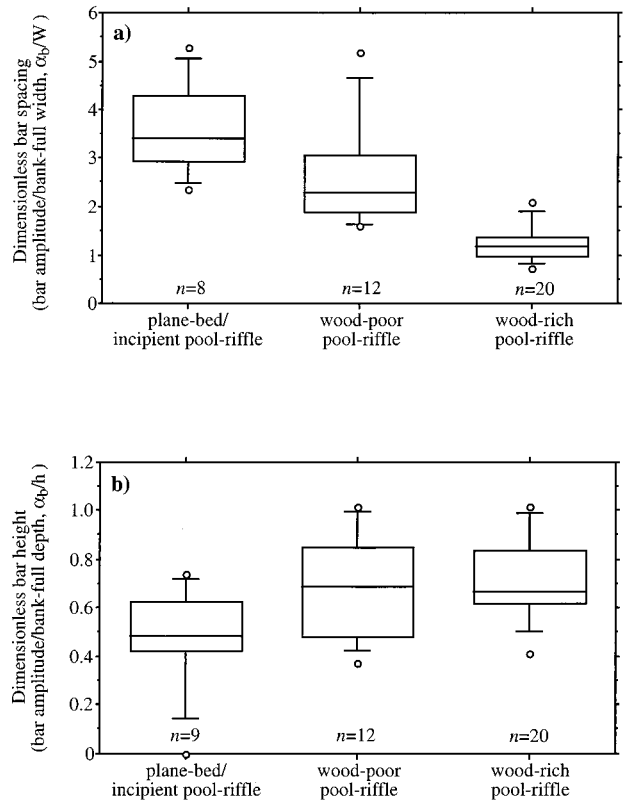 a)
Dimensionless bar spacing
(bar amplitude/bank-full width, αb/W )
6
5
4
3
2
1
0
n=8
n=12
n=20
plane-bed/
incipient pool-riffle
wood-poor
pool-riffle
wood-rich
pool-riffle
b)
Dimensionless bar height
(bar amplitude/bank-full depth, αb/h )
1.2
1.0
0.8
0.6
0.4
0.2
0
n=9
n=12
n=20
plane-bed/
incipient pool-riffle
wood-poor
pool-riffle
wood-rich
pool-riffle